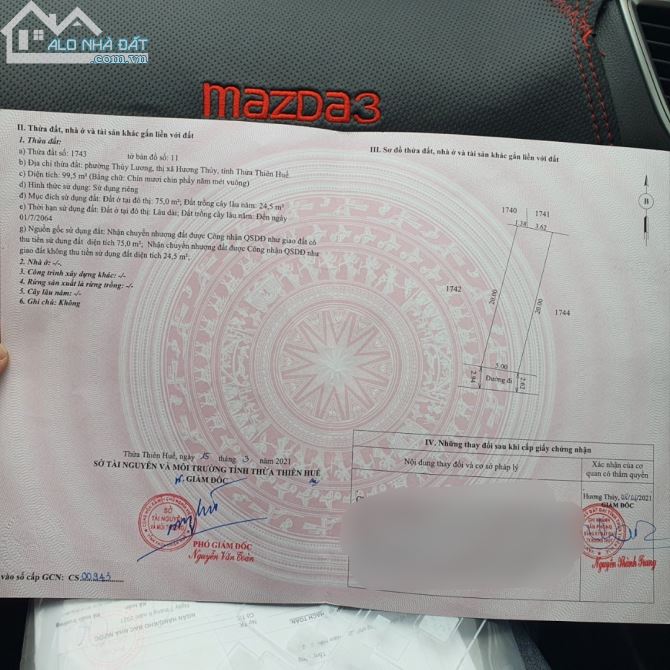 ALO NHÀ ĐẤT
.com.vn
mazda3
II. Thửa đất, nhà ở và tài sản khác gắn liền với đất
1. Thửa đất:
a) Thửa đất số: 1743 tờ bản đồ số: 11
b) Địa chỉ thửa đất: phường Thủy Lương, thị xã Hương Thủy, tỉnh Thừa Thiên Huế
c) Diện tích: 99,5 m² (Bằng chữ: Chín mươi chín phẩy năm mét vuông)
d) Hình thức sử dụng: Sử dụng riêng
đ) Mục đích sử dụng đất: Đất ở tại đô thị: 75,0 m²; Đất trồng cây lâu năm: 24,5 m²
e) Thời hạn sử dụng đất: Đất ở tại đô thị: Lâu dài; Đất trồng cây lâu năm: Đến ngày
01/7/2064
g) Nguồn gốc sử dụng đất: Nhận chuyển nhượng đất được Công nhận QSDĐ như giao đất có
thu tiền sử dụng đất diện tích 75,0 m²; Nhận chuyển nhượng đất được Công nhận QSDĐ như
giao đất không thu tiền sử dụng đất diện tích 24,5 m²;
2. Nhà ở: -/-
3. Công trình xây dựng khác: -/-
4. Rừng sản xuất là rừng trồng: -/-
5. Cây lâu năm: -/-
6. Ghi chú: Không
Thừa Thiên Huế, ngày 15 tháng 3 năm 2021
SỞ TÀI NGUYÊN VÀ MÔI TRƯỜNG TỈNH THỪA THIÊN HUẾ
GIÁM ĐỐC
SỞ
TÀI NGUYÊN
VÀ MÔI TRƯỜNG
PHÓ GIÁM ĐỐC
Nguyễn Văn Toàn
vào sổ cấp GCN: CS 00943
III. Sơ đồ thửa đất, nhà ở và tài sản khác gắn liền với đất
B
1740 1741
1.38 3.62
1742
20.00
20.00
1744
5.00
2.94
Đường đi
2.82
IV. Những thay đổi sau khi cấp giấy chứng nhận
Nội dung thay đổi và cơ sở pháp lý
Xác nhận của cơ
quan có thẩm quyền
Hương Thủy,
/2021
GIÁM ĐỐC
Nguyễn Thành Trung